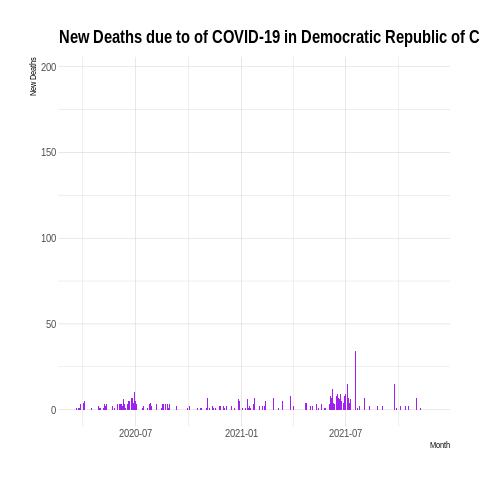 New Deaths due to of COVID-19 in Democratic Republic of C
New Deaths
200
150
100
50
0
2020-07
2021-01
2021-07
Month